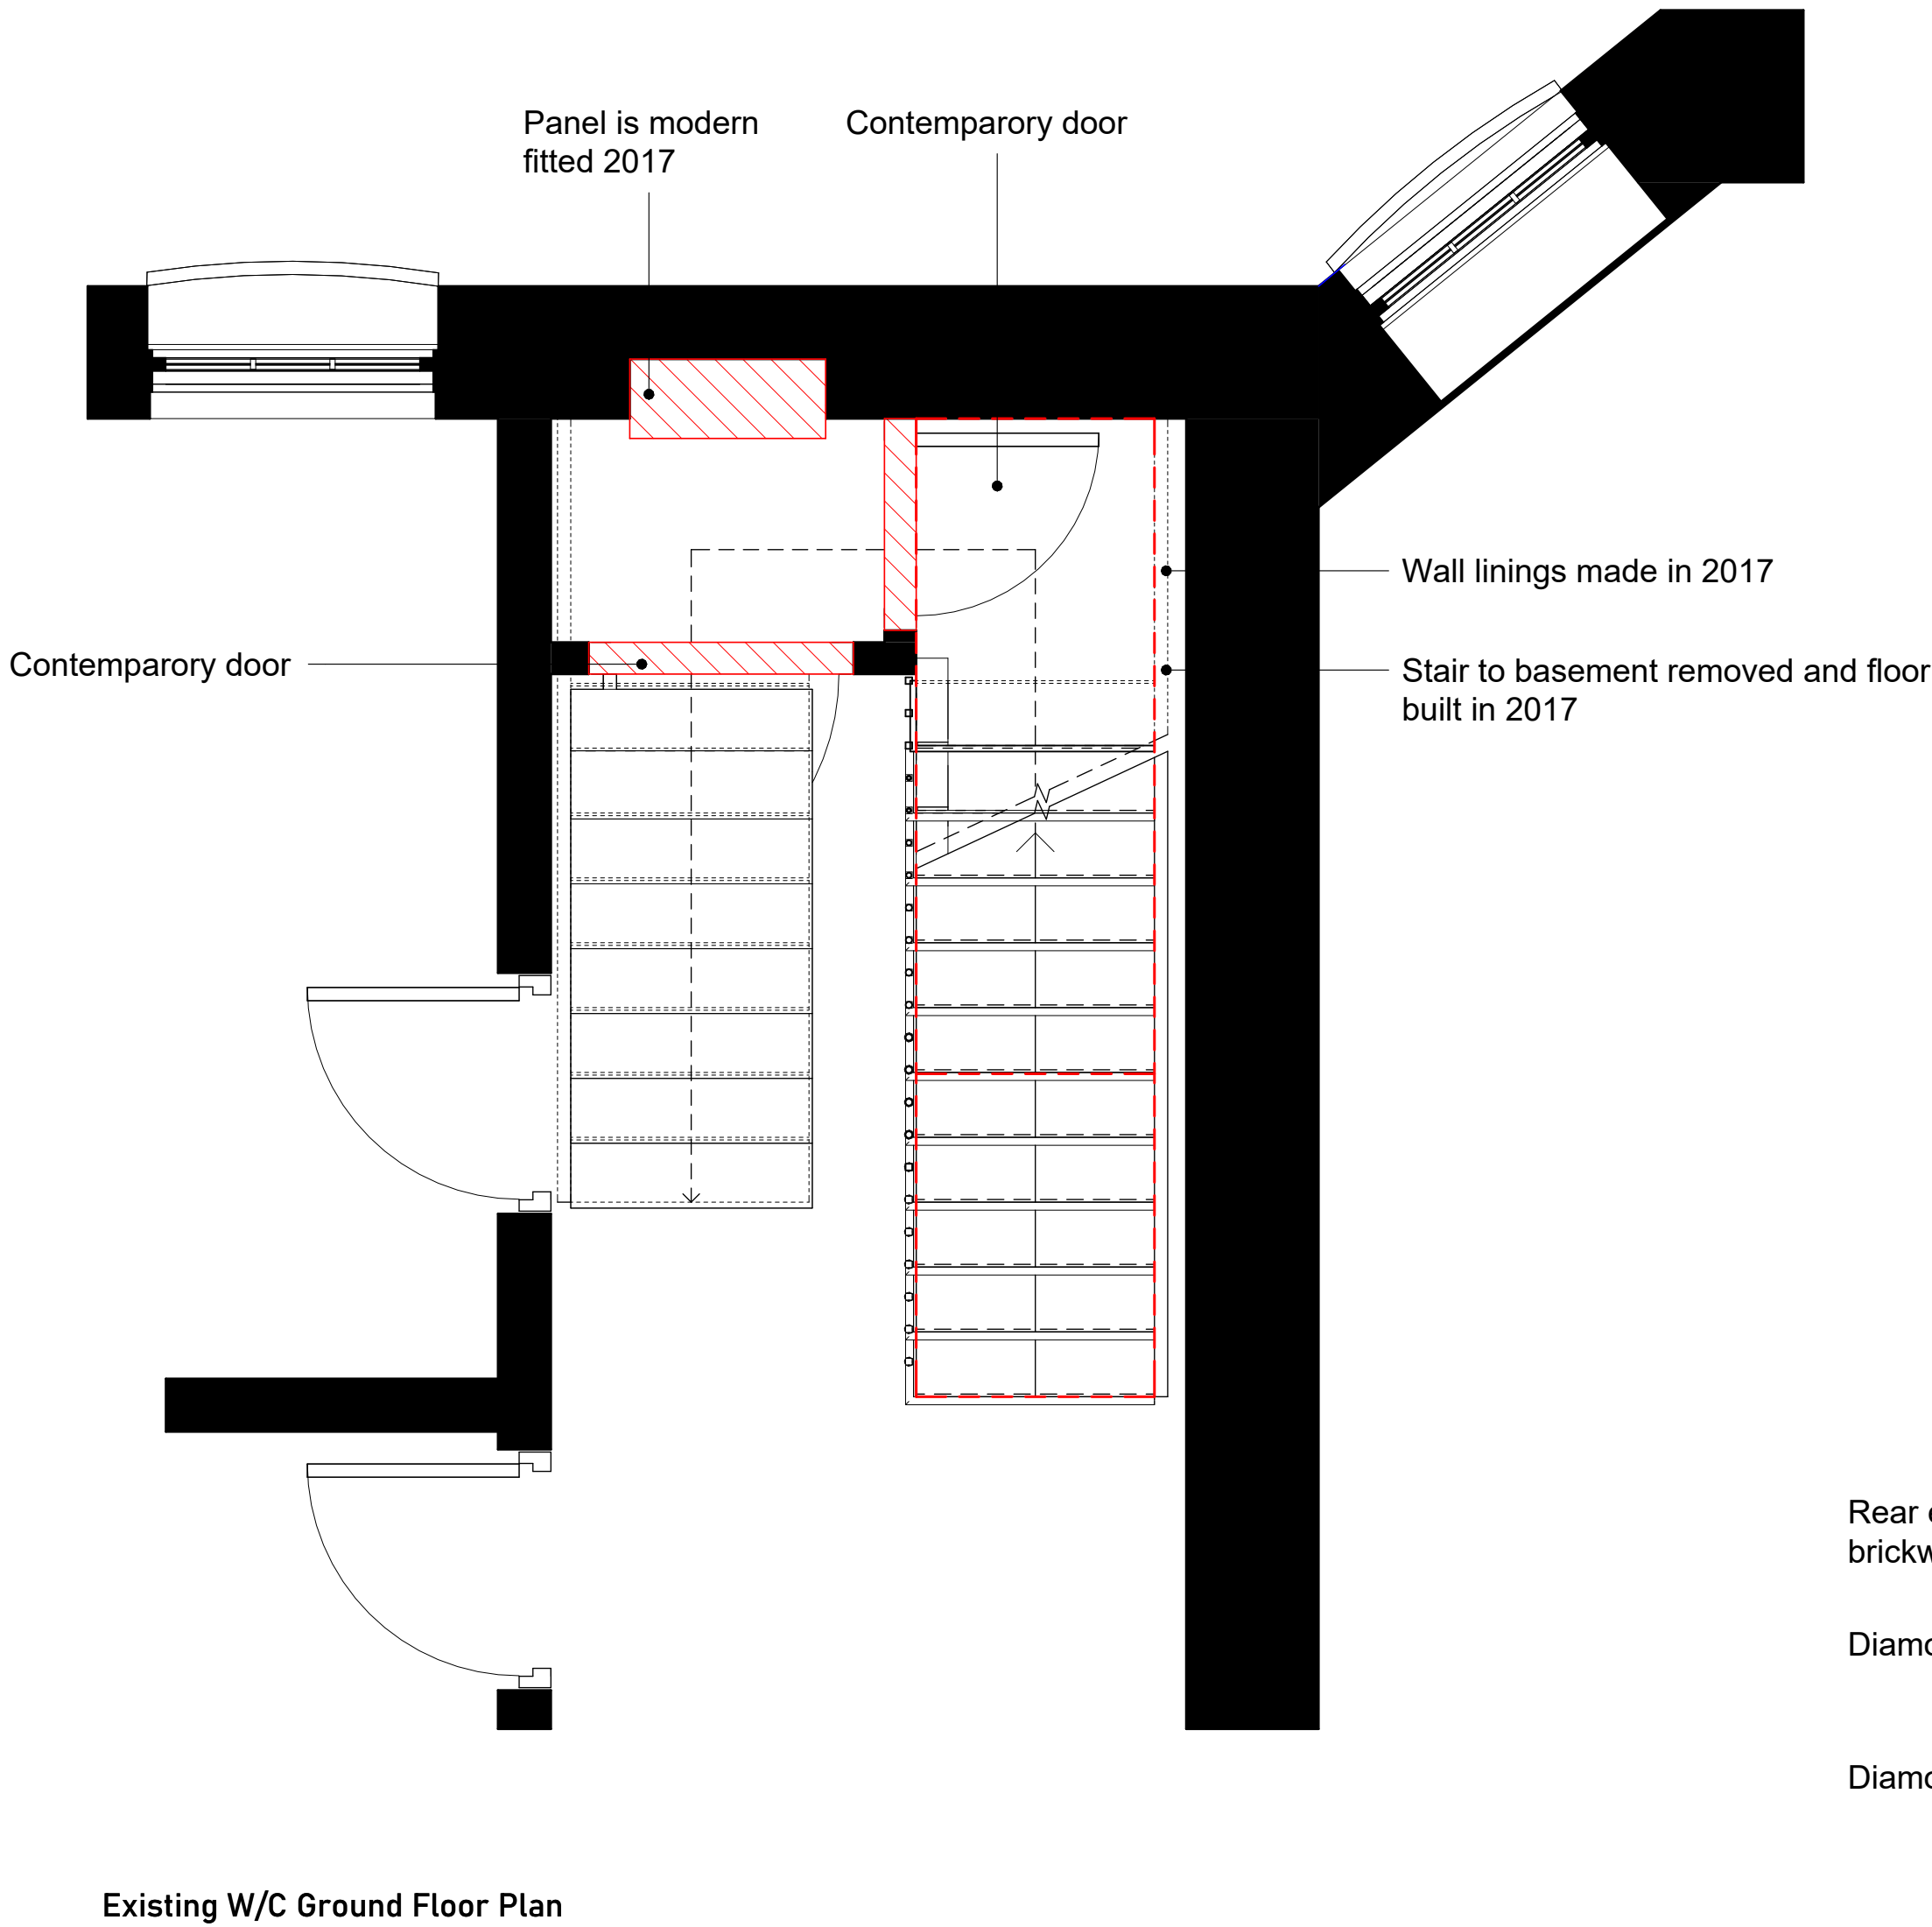 Panel is modern
fitted 2017
Contemparory door
Wall linings made in 2017
Contemparory door
Stair to basement removed and floor
built in 2017
Rear
Existing W/C Ground Floor Plan